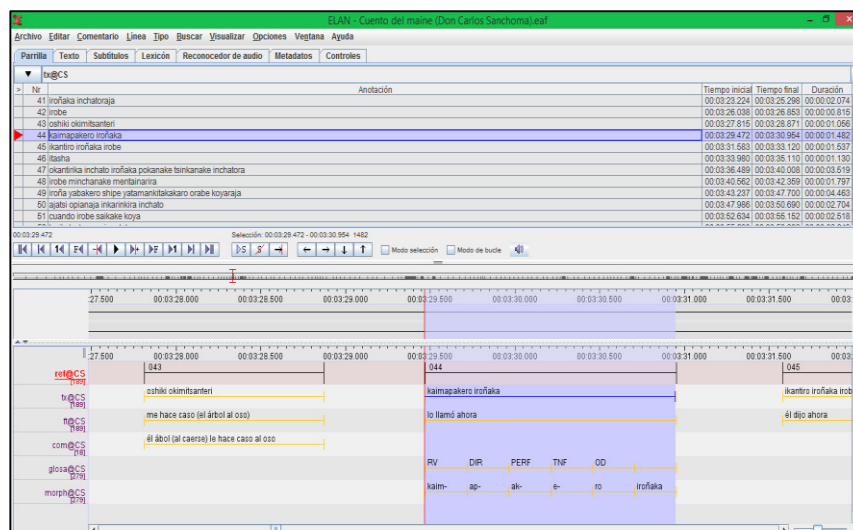 ELAN - Cuento del maine (Don Carlos Sanchoma).eaf
Archivo Editar Comentario Línea Tipo Buscar Visualizar Opciones Ventana Ayuda
Parrilla Texto Subtítulos Lexicón Reconocedor de audio Metadatos Controles
tx@CS
> Nr Anotación Tiempo inicial Tiempo final Duración
41 iroñaka inchatoraja 00:03:23.224 00:03:25.298 00:00:02.074
42 irobe 00:03:26.038 00:03:26.853 00:00:00.815
43 oshiki okimitsanteri 00:03:27.815 00:03:28.871 00:00:01.056
44 kaimapakero iroñaka 00:03:29.472 00:03:30.954 00:00:01.482
45 ikantiro iroñaka irobe 00:03:31.583 00:03:33.120 00:00:01.537
46 itasha 00:03:33.980 00:03:35.110 00:00:01.130
47 okantirika inchato iroñaka pokanake tsinkanake inchatora 00:03:36.489 00:03:40.008 00:00:03.519
48 irobe minchanake mentainarira 00:03:40.562 00:03:42.359 00:00:01.797
49 iroña yabakero shipe yatamankitakakaro orabe koyaraja 00:03:43.237 00:03:47.700 00:00:04.463
50 ajatsi opianaja inkarinkira inchato 00:03:47.986 00:03:50.690 00:00:02.704
51 cuando irobe saikake koya 00:03:52.634 00:03:55.152 00:00:02.518
00:03:29.472 Selección: 00:03:29.472 - 00:03:30.954 1482
Modo selección Modo de bucle
:27.500 00:03:28.000 00:03:28.500 00:03:29.000 00:03:29.500 00:03:30.000 00:03:30.500 00:03:31.000 00:03:31.500 00:03:
:27.500 00:03:28.000 00:03:28.500 00:03:29.000 00:03:29.500 00:03:30.000 00:03:30.500 00:03:31.000 00:03:31.500 00:03:
ref@CS 043 044 045
[189]
tx@CS oshiki okimitsanteri kaimapakero iroñaka ikantiro iroñaka irob
[189]
ft@CS me hace caso (el árbol al oso) lo llamó ahora él dijo ahora
[189]
com@CS él ábol (al caerse) le hace caso al oso
[18]
glosa@CS RV DIR PERF TNF OD
[279]
morph@CS kaim- ap- ak- e- ro iroñaka
[279]